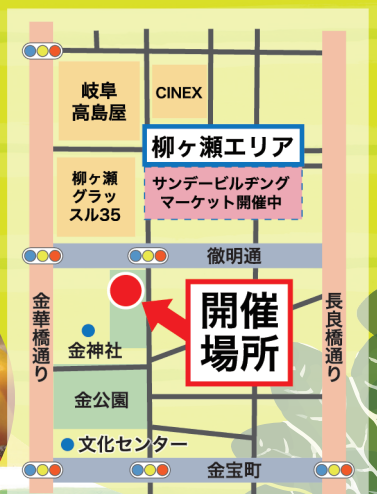 岐阜
高島屋
CINEX
柳ヶ瀬エリア
柳ヶ瀬
グラッ
スル35
サンデービルヂング
マーケット開催中
徹明通
開催
場所
金華橋通り
長良橋通り
金神社
金公園
文化センター
金宝町